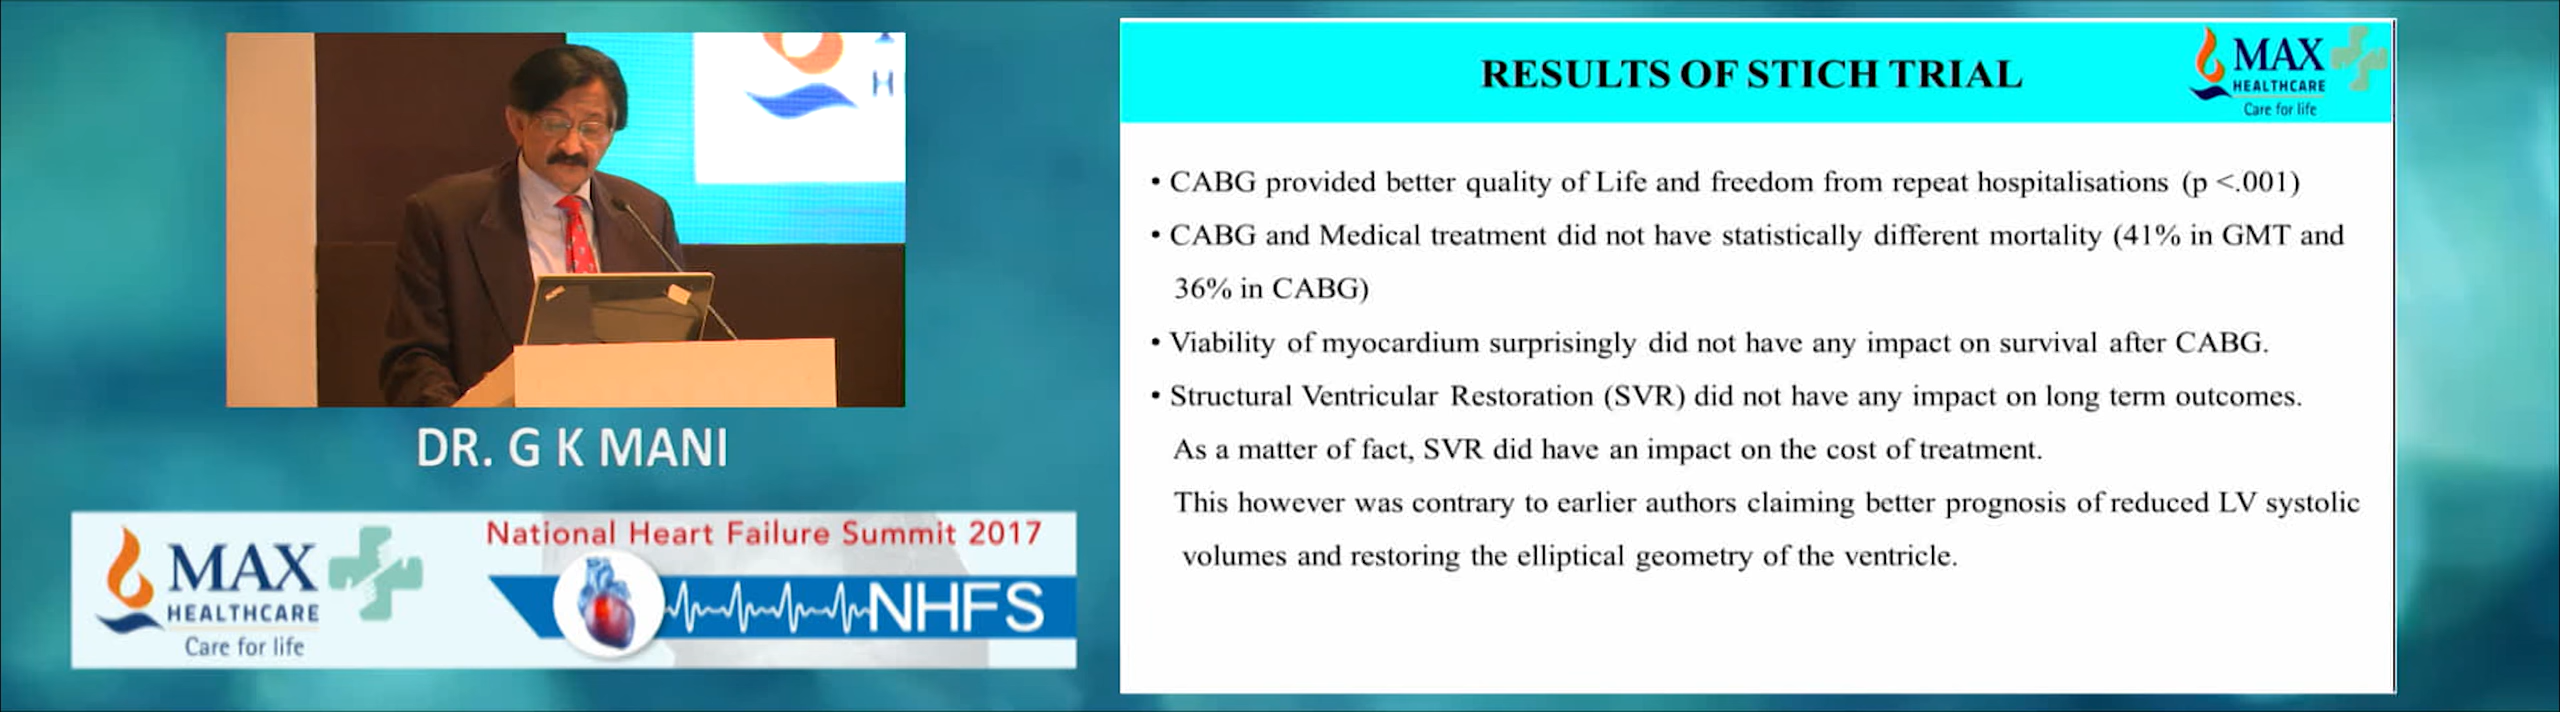 H
DR. G K MANI
MAX
HEALTHCARE
Care for life
National Heart Failure Summit 2017
NHFS
RESULTS OF STICH TRIAL
MAX
HEALTHCARE
Care for life
• CABG provided better quality of Life and freedom from repeat hospitalisations (p <.001)
• CABG and Medical treatment did not have statistically different mortality (41% in GMT and
36% in CABG)
• Viability of myocardium surprisingly did not have any impact on survival after CABG.
• Structural Ventricular Restoration (SVR) did not have any impact on long term outcomes.
As a matter of fact, SVR did have an impact on the cost of treatment.
This however was contrary to earlier authors claiming better prognosis of reduced LV systolic
volumes and restoring the elliptical geometry of the ventricle.